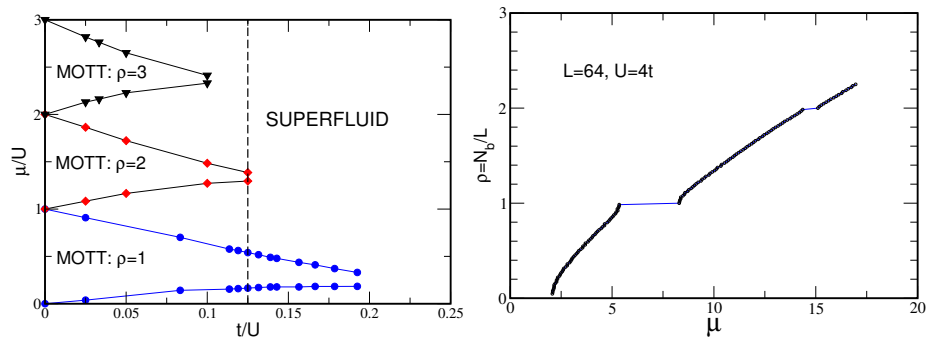 3
2
1
0
μ/U
MOTT: ρ=3
MOTT: ρ=2
MOTT: ρ=1
SUPERFLUID
0
0.05
0.1
0.15
0.2
0.25
t/U
3
2
1
0
ρ=N_b/L
L=64, U=4t
0
5
10
15
20
μ